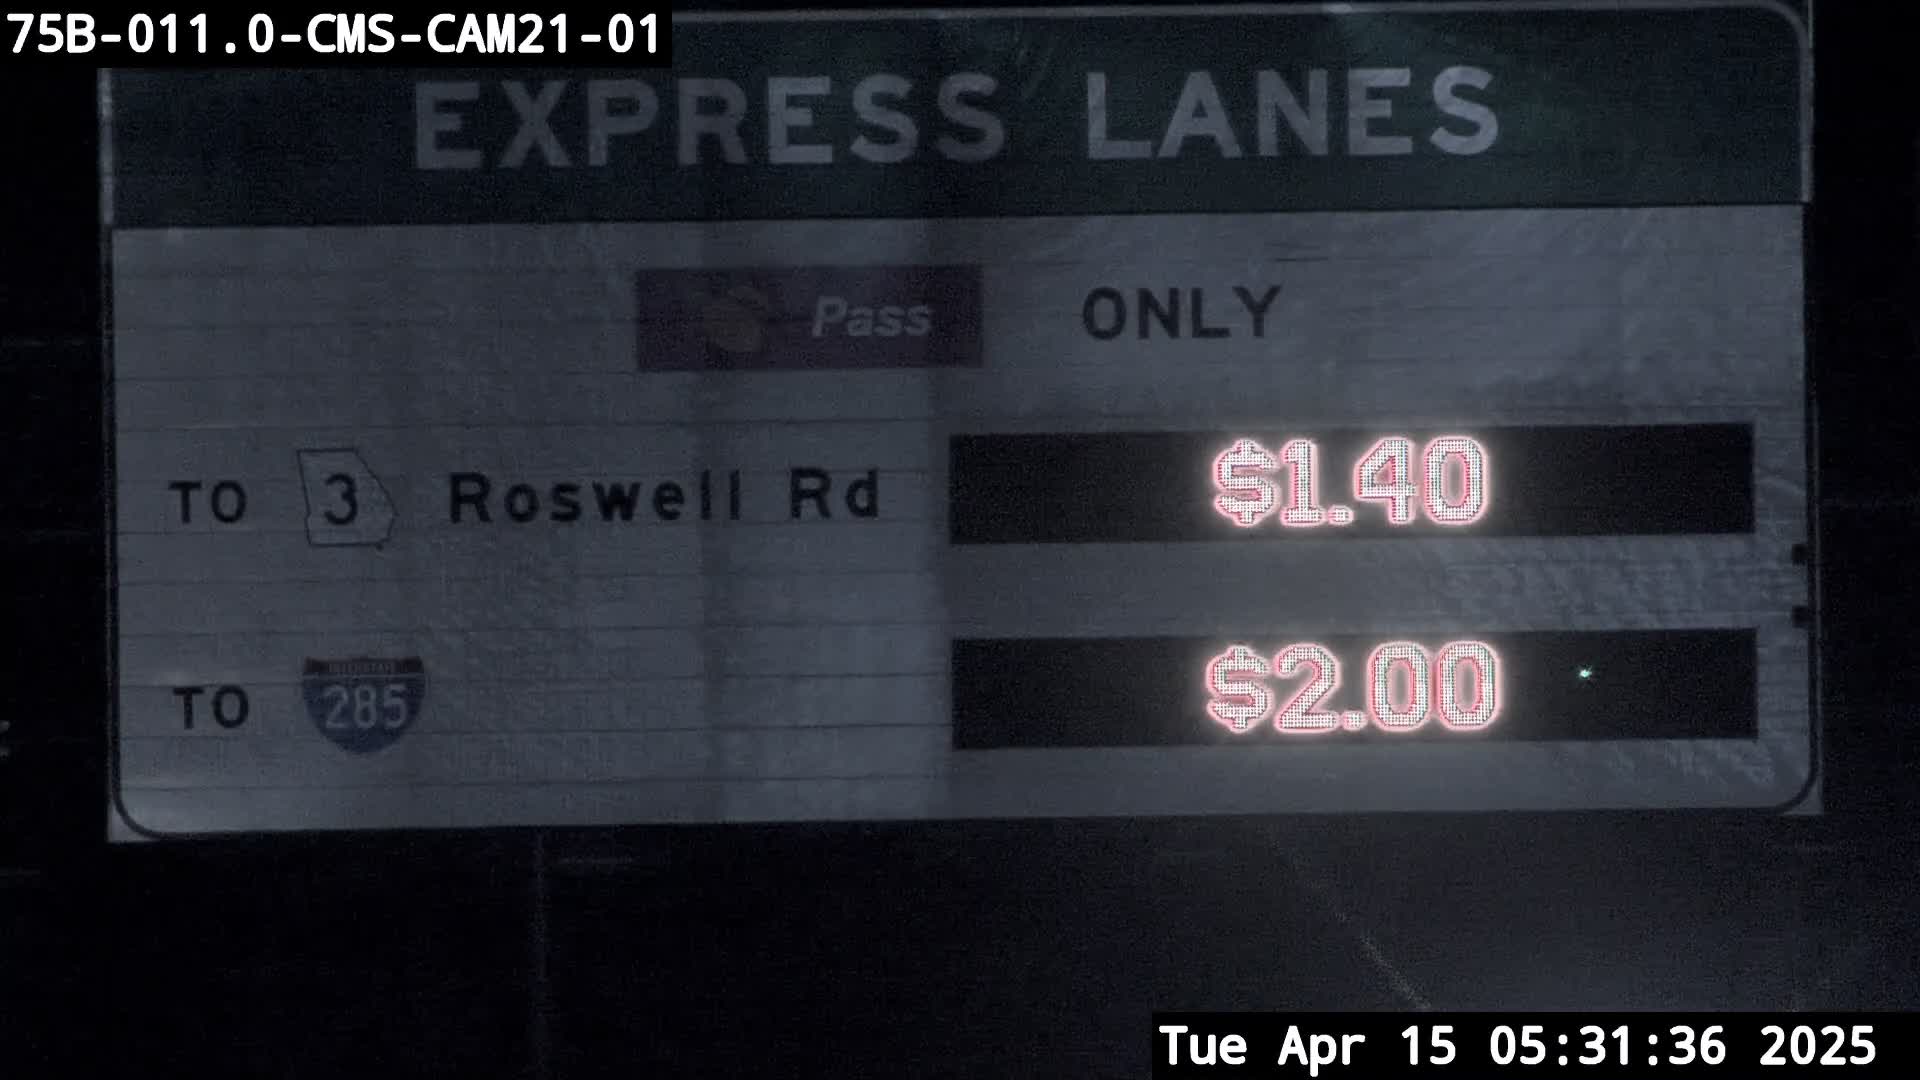 75B-011.0-CMS-CAM21-01
EXPRESS LANES
Pass ONLY
TO 3 Roswell Rd $1.40
INTERSTATE
TO 285 $2.00
Tue Apr 15 05:31:36 2025